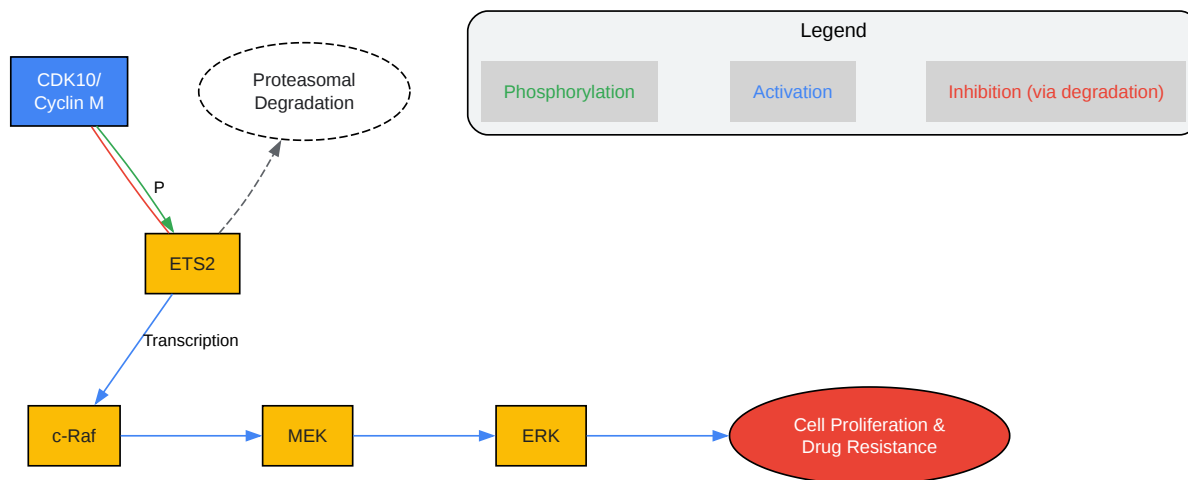 Legend
CDK10/
Cyclin M
Proteasomal
Degradation
Phosphorylation
Activation
Inhibition (via degradation)
P
ETS2
Transcription
c-Raf
MEK
ERK
Cell Proliferation &
Drug Resistance